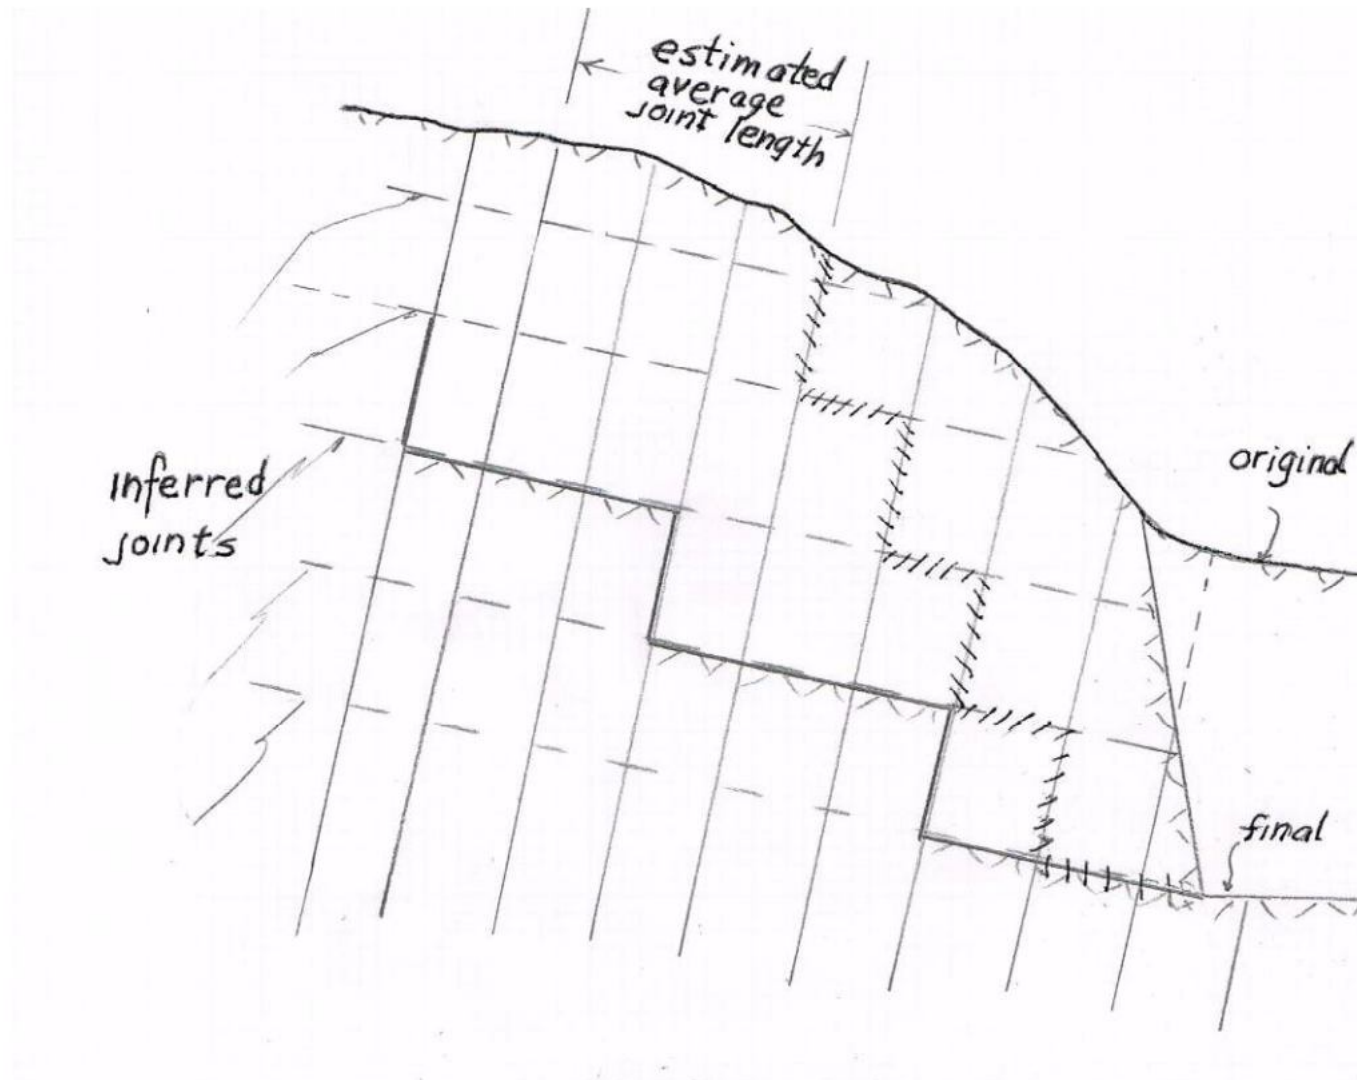 estimated
average
joint length
original
Inferred
joints
final